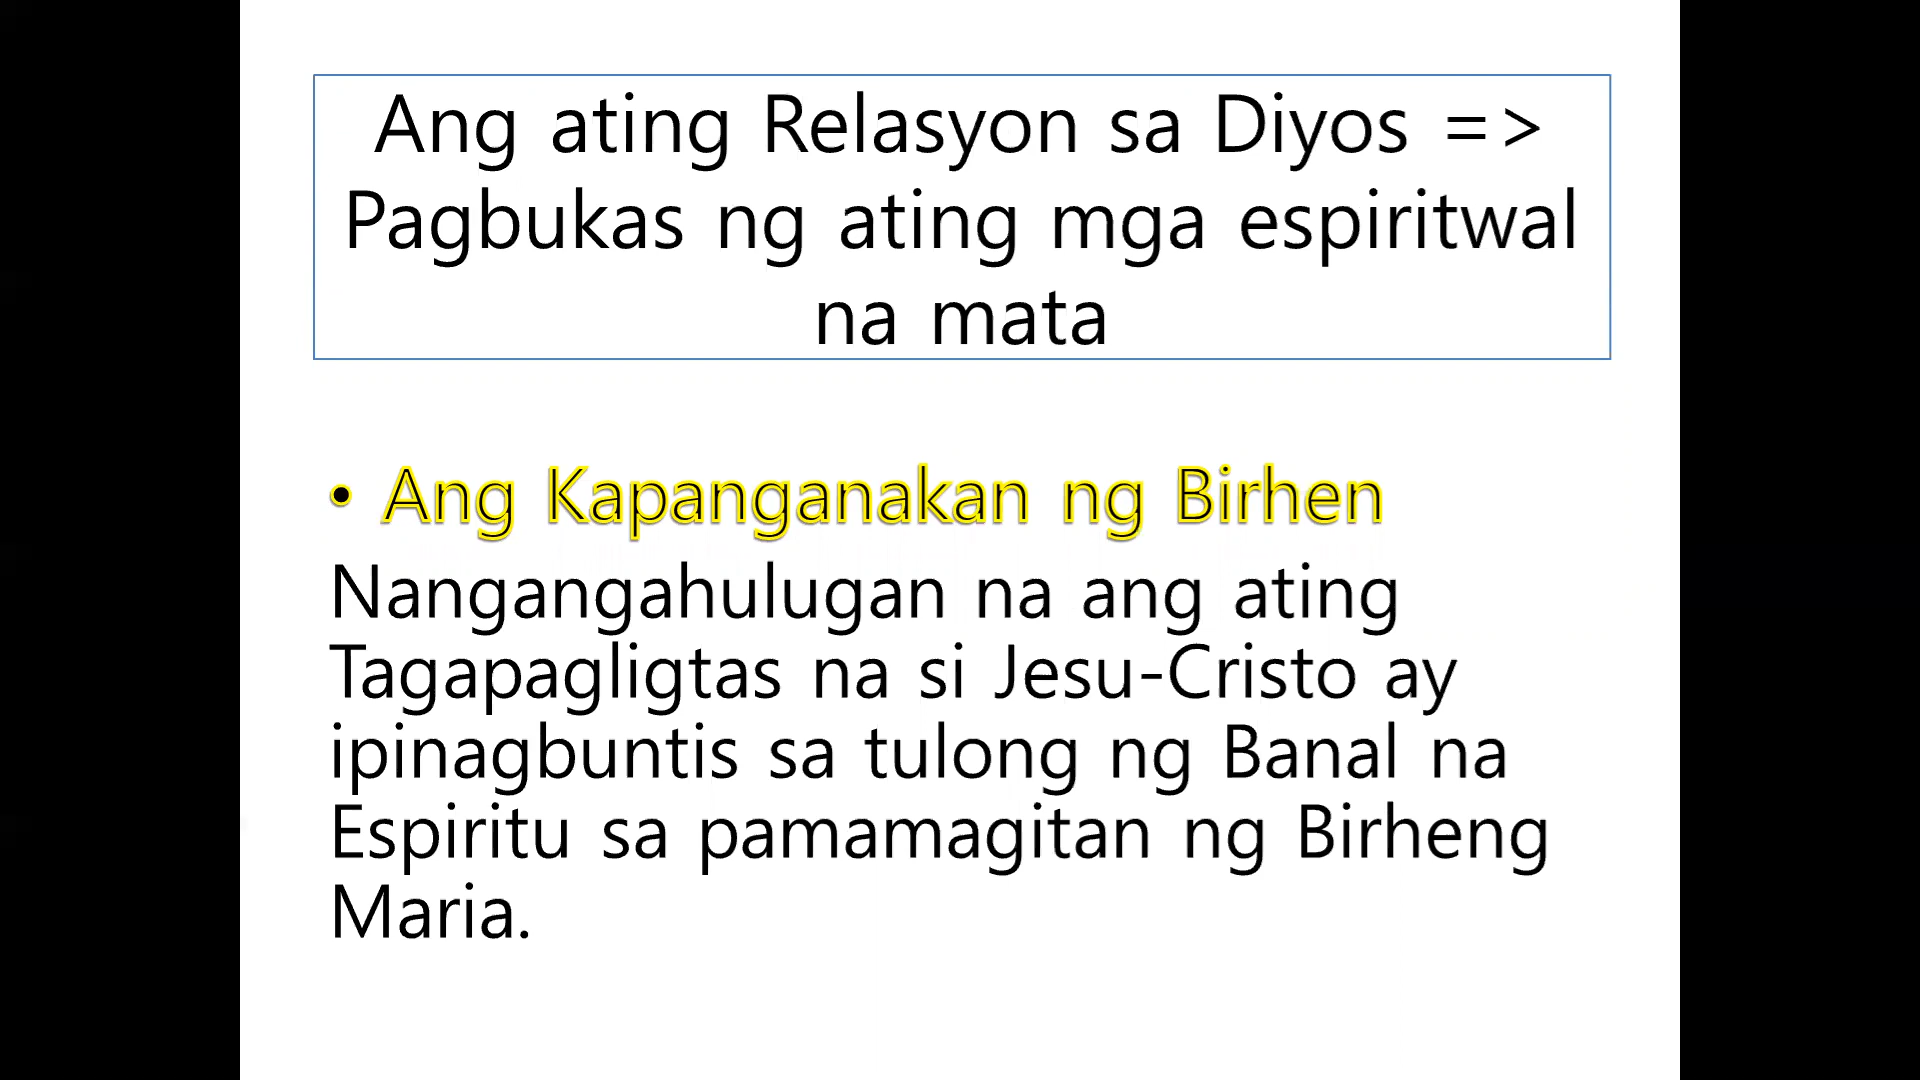 Ang ating Relasyon sa Diyos =>
Pagbukas ng ating mga espiritwal
na mata
• Ang Kapanganakan ng Birhen
Nangangahulugan na ang ating
Tagapagligtas na si Jesu-Cristo ay
ipinagbuntis sa tulong ng Banal na
Espiritu sa pamamagitan ng Birheng
Maria.